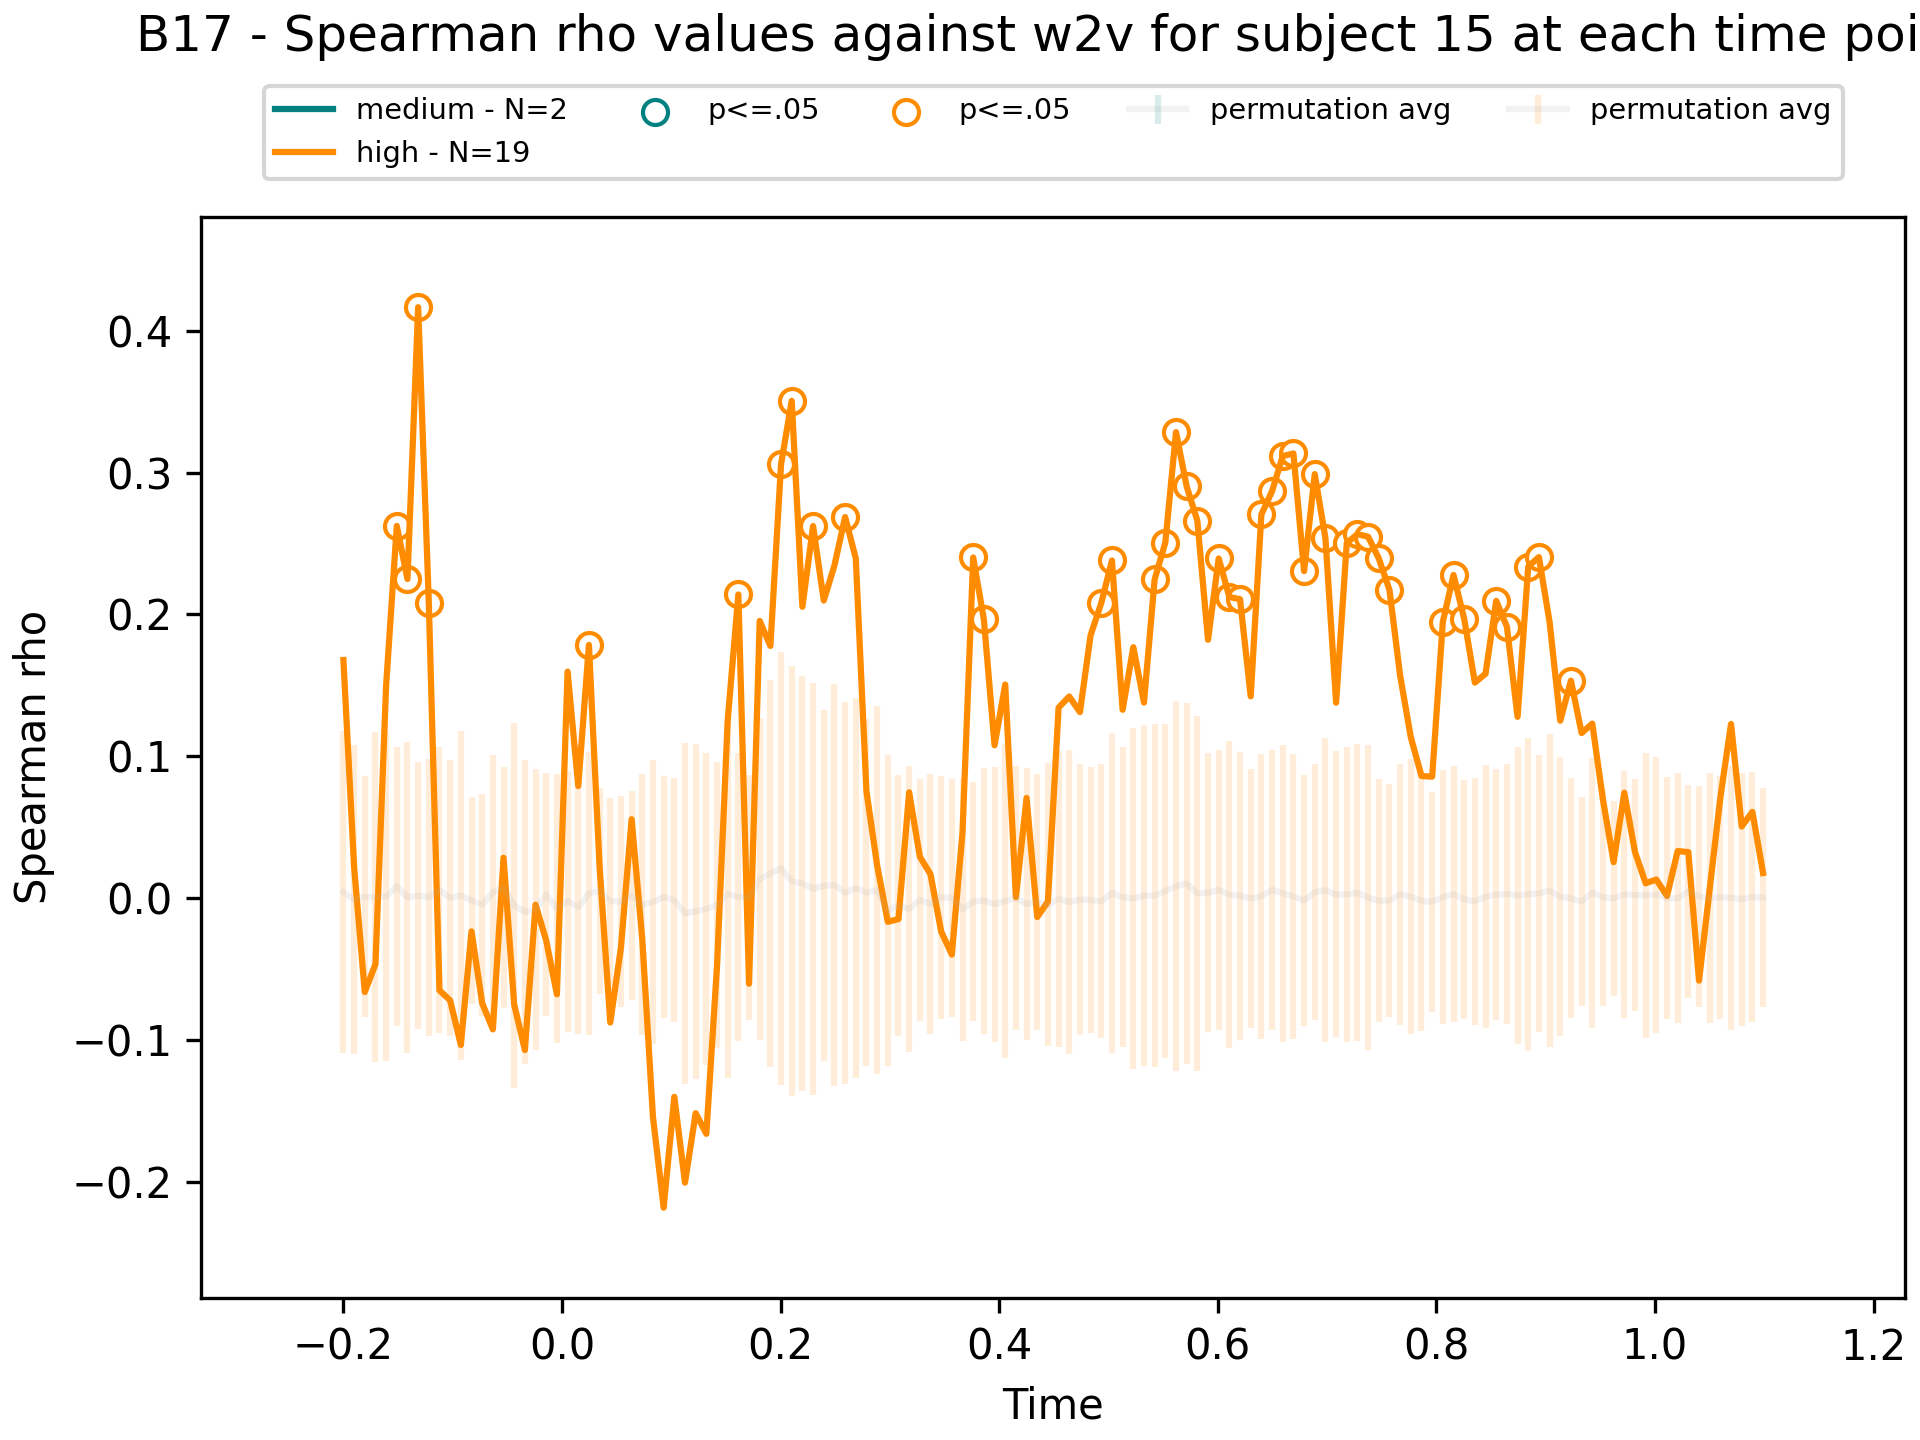 B17 - Spearman rho values against w2v for subject 15 at each time poi
medium - N=2
high - N=19
p<=.05
p<=.05
permutation avg
permutation avg
Spearman rho
0.4
0.3
0.2
0.1
0.0
−0.1
−0.2
−0.2 0.0 0.2 0.4 0.6 0.8 1.0 1.2
Time